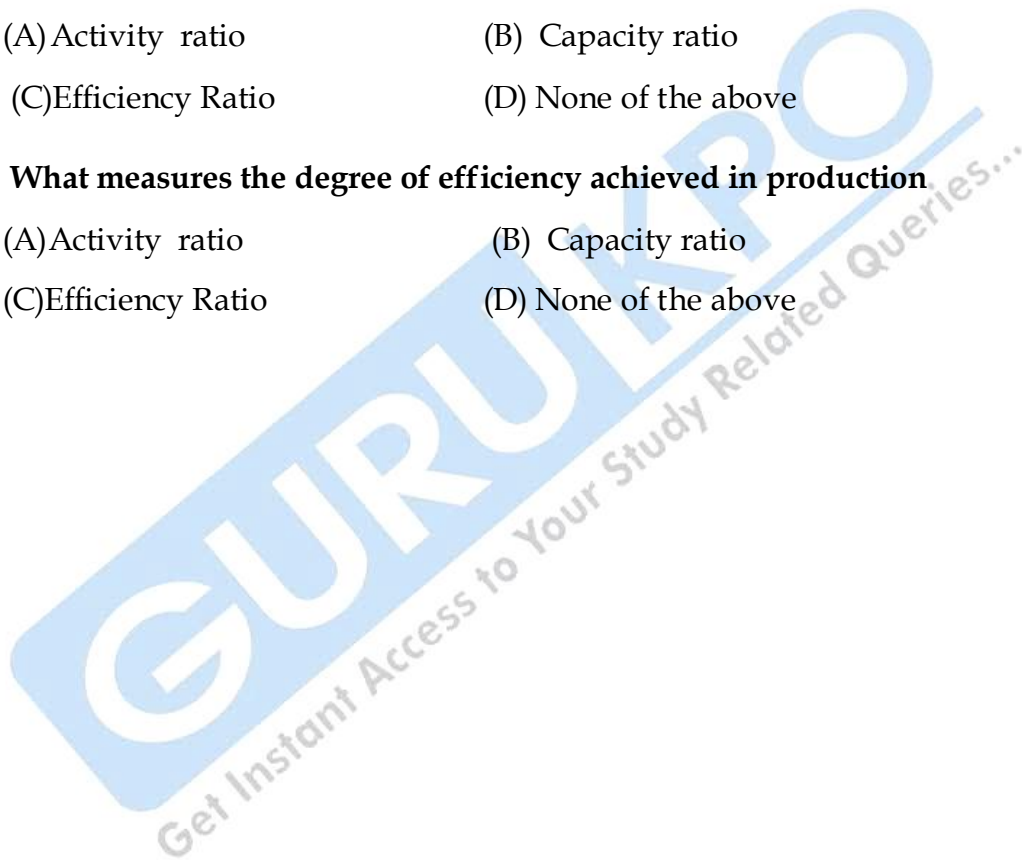 (A) Activity ratio (B) Capacity ratio
(C)Efficiency Ratio (D) None of the above
What measures the degree of efficiency achieved in production
(A) Activity ratio (B) Capacity ratio
(C)Efficiency Ratio (D) None of the above
GURUKPO
Get Instant Access to Your Study Related Queries...